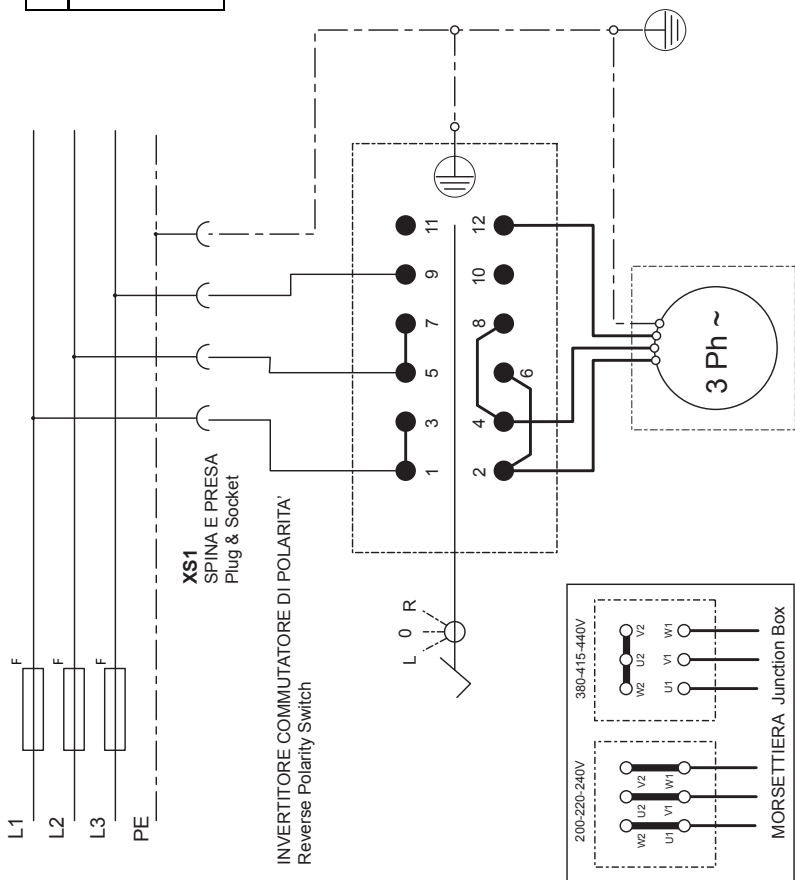 L1
L2
L3
PE
F
F
F
XS1
SPINA E PRESA
Plug & Socket
INVERTITORE COMMUTATORE DI POLARITA'
Reverse Polarity Switch
L 0 R
1 3 5 7 9 11
2 4 6 8 10 12
3 Ph ~
200-220-240V
W2 U2 V2
U1 V1 W1
380-415-440V
W2 U2 V2
U1 V1 W1
MORSETTIERA Junction Box